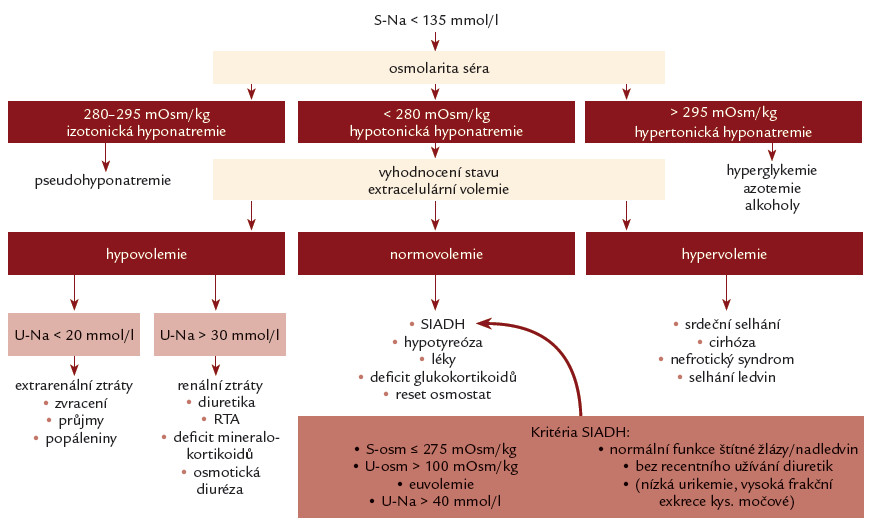 S-Na < 135 mmol/l
osmolarita séra
280–295 mOsm/kg
izotonická hyponatremie
< 280 mOsm/kg
hypotonická hyponatremie
> 295 mOsm/kg
hypertonická hyponatremie
pseudohyponatremie
vyhodnocení stavu
extracelulární volemie
hyperglykemie
azotemie
alkoholy
hypovolemie
normovolemie
hypervolemie
U-Na < 20 mmol/l
U-Na > 30 mmol/l
extrarenální ztráty
• zvracení
• průjmy
• popáleniny
renální ztráty
• diuretika
• RTA
• deficit mineralo-
kortikoidů
• osmotická
diuréza
• SIADH
• hypotyreóza
• léky
• deficit glukokortikoidů
• reset osmostat
• srdeční selhání
• cirhóza
• nefrotický syndrom
• selhání ledvin
Kritéria SIADH:
• S-osm ≤ 275 mOsm/kg
• U-osm > 100 mOsm/kg
• euvolemie
• U-Na > 40 mmol/l
• normální funkce štítné žlázy/nadledvin
• bez recentního užívání diuretik
• (nízká urikemie, vysoká frakční
exkrece kys. močové)